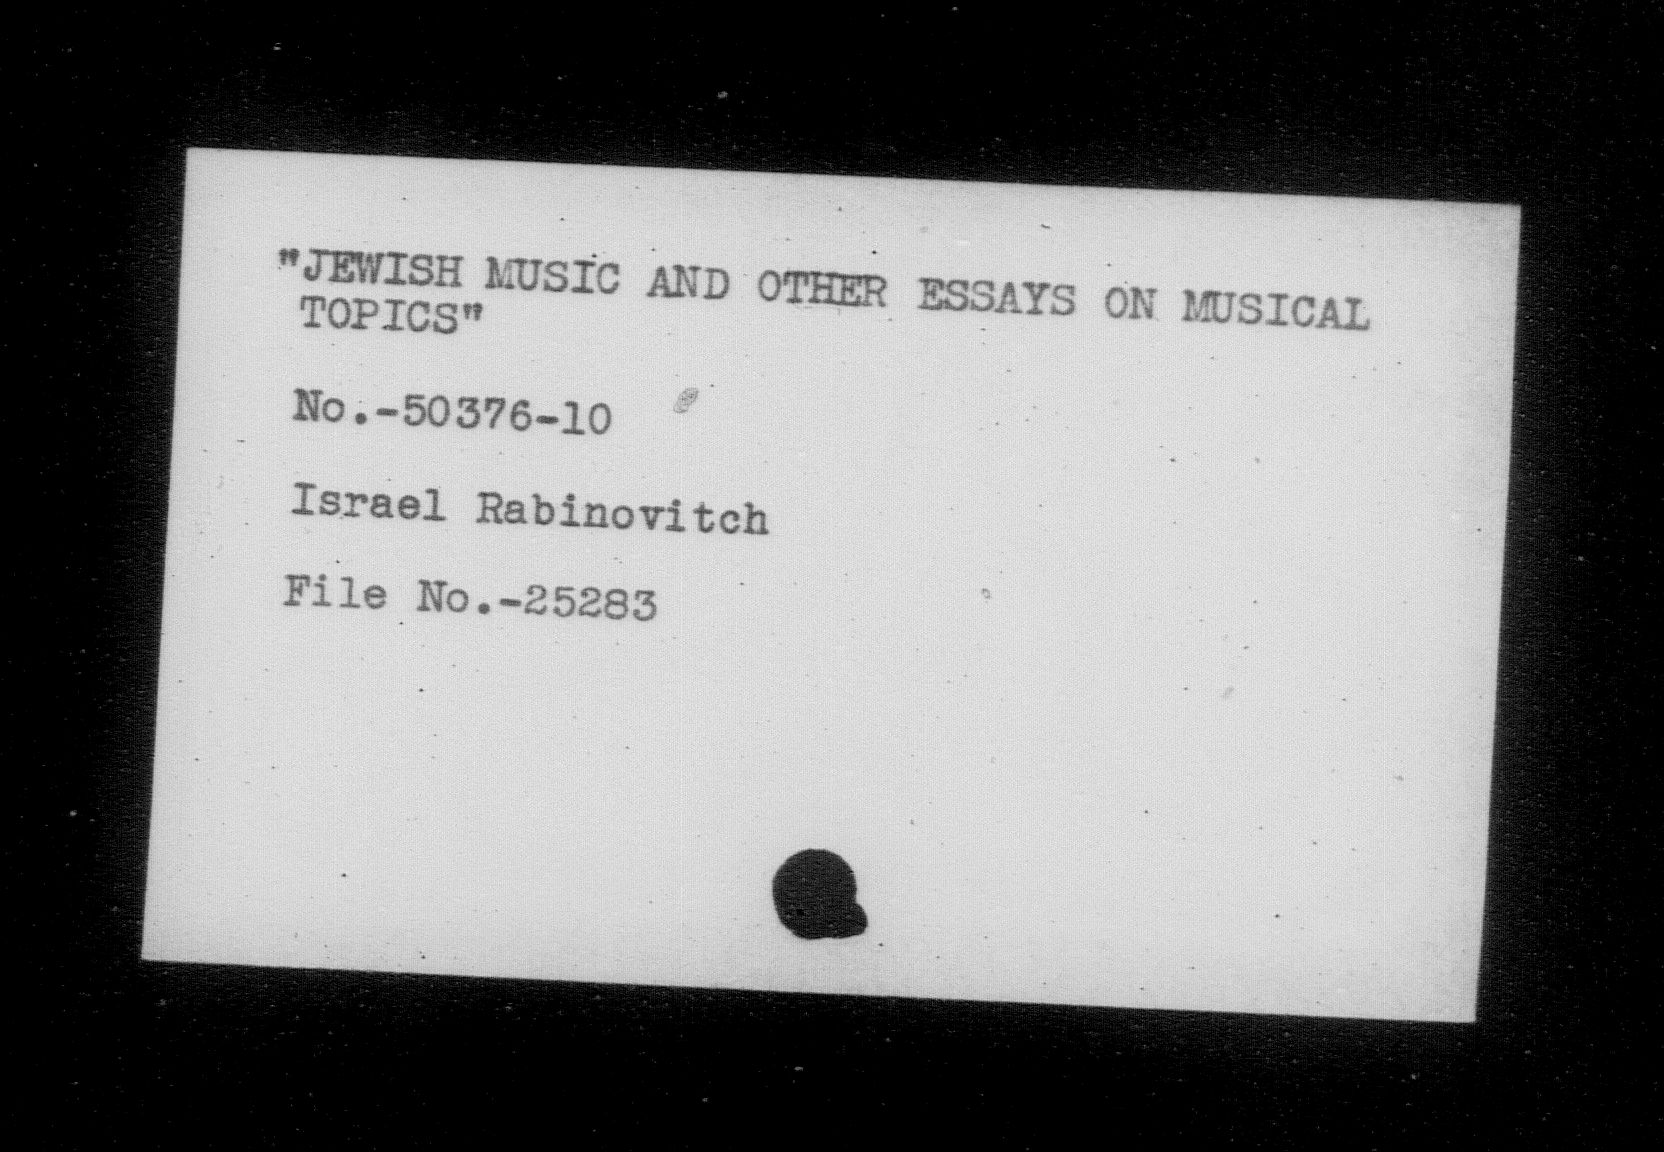 "JEWISH MUSIC AND OTHER ESSAYS ON MUSICAL
TOPICS"
No.-50376-10
Israel Rabinovitch
File No.-25283